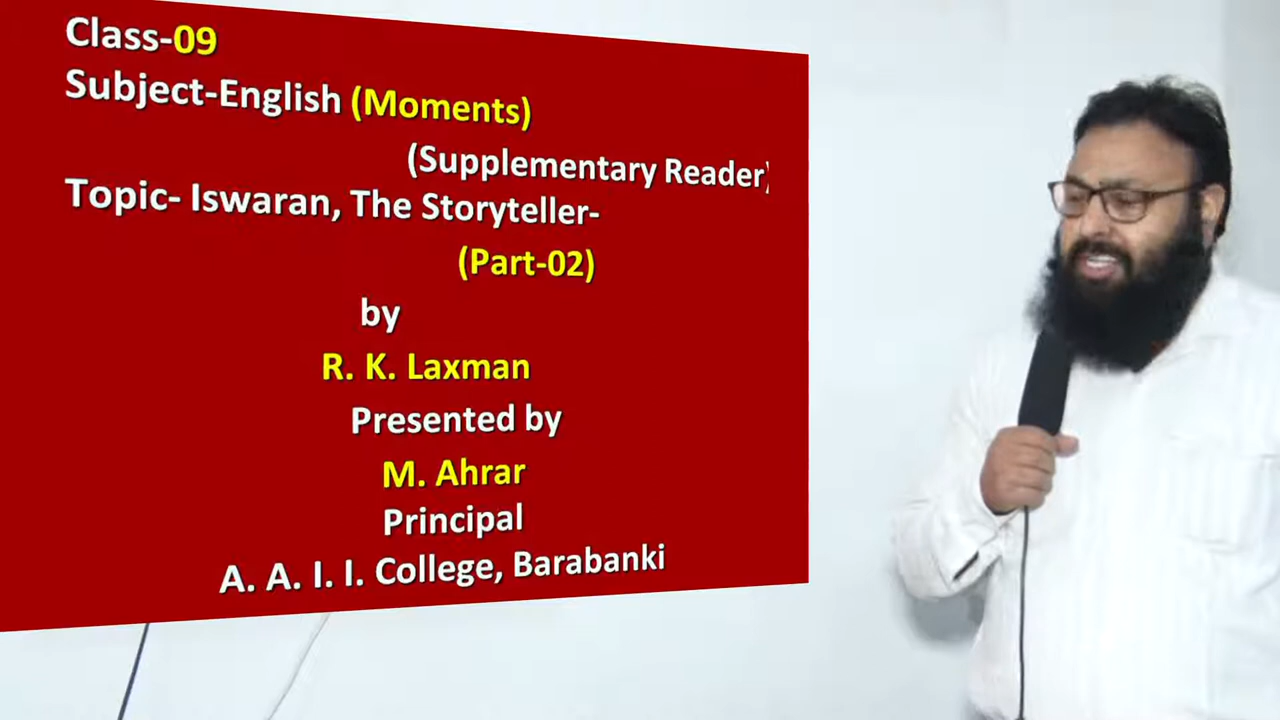 Class-09
Subject-English (Moments)
(Supplementary Reader)
Topic- Iswaran, The Storyteller-
(Part-02)
by
R. K. Laxman
Presented by
M. Ahrar
Principal
A. A. I. I. College, Barabanki